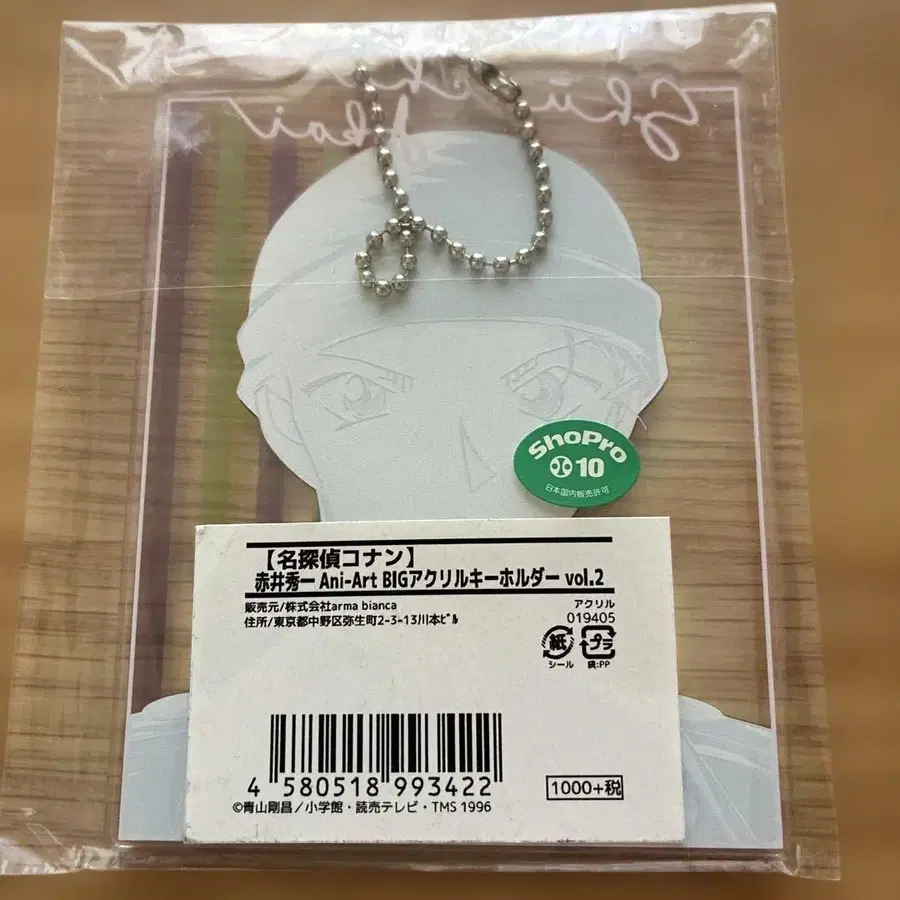 Shūichi
Akai
ShoPro
10
日本国内販売許可
【名探偵コナン】
赤井秀一 Ani-Art BIGアクリルキーホルダー vol.2
販売元/株式会社arma bianca
住所/東京都中野区弥生町2-3-13川本ﾋﾞﾙ
アクリル
019405
紙 プラ
シール 袋:PP
4 580518 993422
1000+税
©青山剛昌/小学館・読売テレビ・TMS 1996